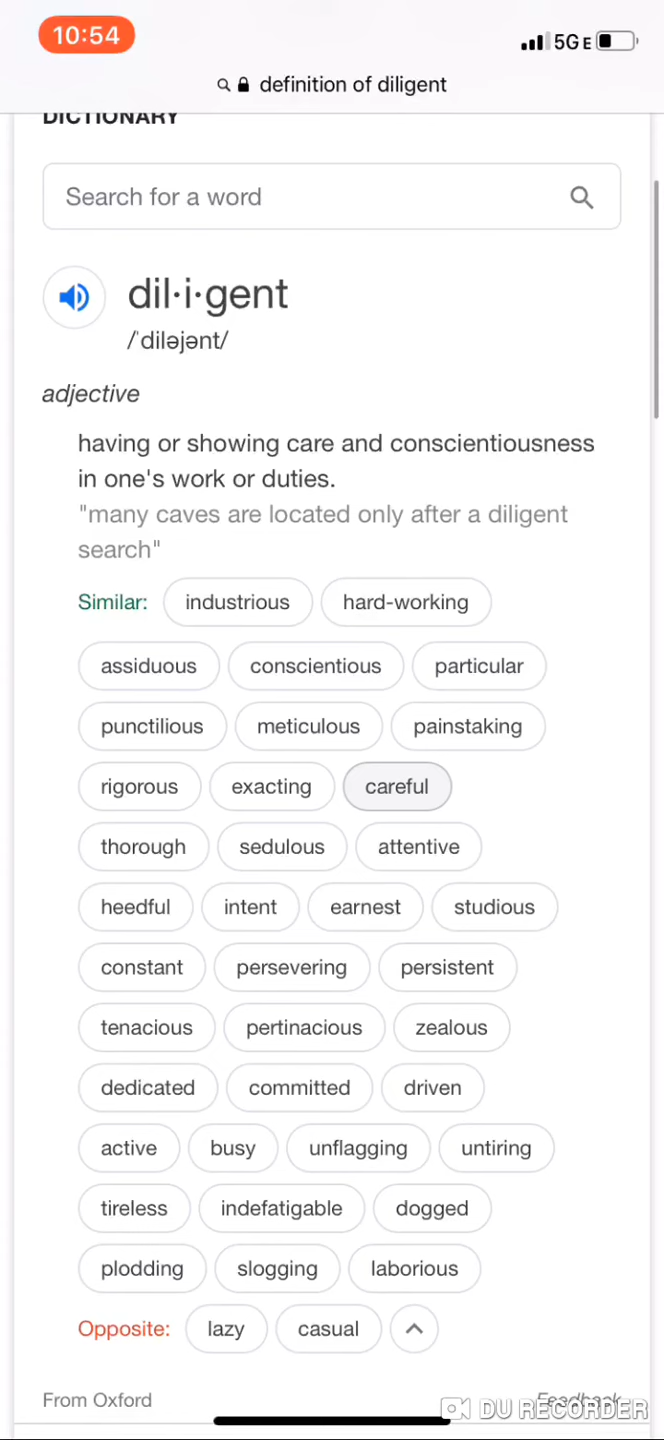 10:54
5G E
definition of diligent
DICTIONARY
Search for a word
dil·i·gent
/ˈdiləjənt/
adjective
having or showing care and conscientiousness
in one's work or duties.
"many caves are located only after a diligent
search"
Similar: industrious hard-working
assiduous conscientious particular
punctilious meticulous painstaking
rigorous exacting careful
thorough sedulous attentive
heedful intent earnest studious
constant persevering persistent
tenacious pertinacious zealous
dedicated committed driven
active busy unflagging untiring
tireless indefatigable dogged
plodding slogging laborious
Opposite: lazy casual
From Oxford Feedback
DU RECORDER